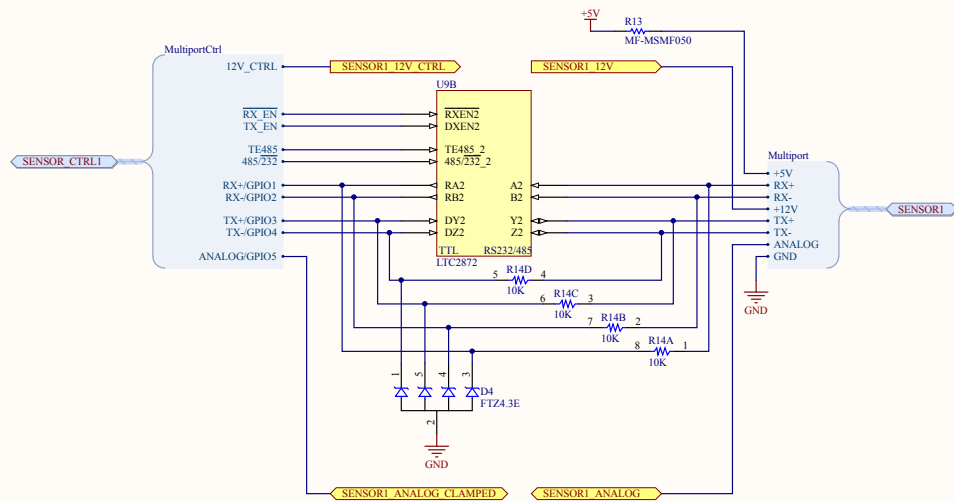 +5V
R13
MF-MSMF050
MultiportCtrl
12V_CTRL
SENSOR1_12V_CTRL
SENSOR1_12V
U9B
RX_EN
TX_EN
RXEN2
DXEN2
TE485
485/232
TE485_2
485/232_2
SENSOR_CTRL1
Multiport
+5V
RX+/GPIO1
RA2
A2
RX+
RX-/GPIO2
RB2
B2
RX-
+12V
SENSOR1
TX+/GPIO3
DY2
Y2
TX+
TX-/GPIO4
DZ2
Z2
TX-
ANALOG
ANALOG/GPIO5
TTL
RS232/485
GND
LTC2872
5
R14D
4
10K
6
R14C
3
10K
GND
7
R14B
2
10K
8
R14A
1
10K
1
5
4
3
D4
FTZ4.3E
2
GND
SENSOR1_ANALOG_CLAMPED
SENSOR1_ANALOG